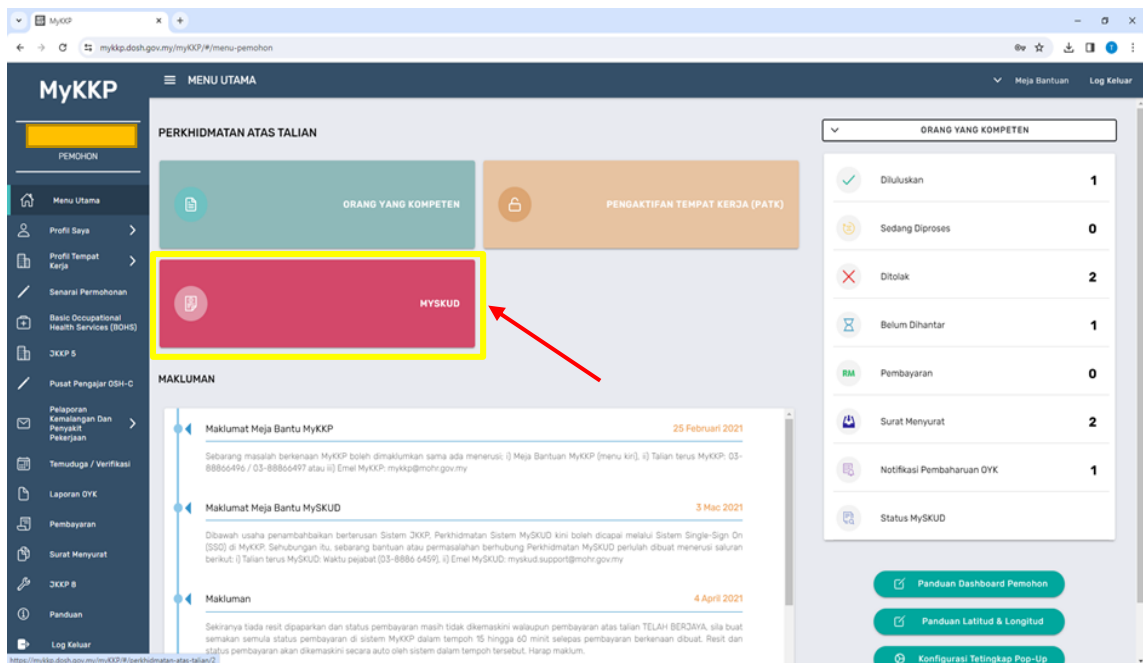 MyKKP
mykkp.dosh.gov.my/myKKP/#/menu-pemohon
MyKKP
MENU UTAMA
Meja Bantuan
Log Keluar
PEMOHON
Menu Utama
Profil Saya
Profil Tempat
Kerja
Senarai Permohonan
Basic Occupational
Health Services (BOHS)
JKKP 5
Pusat Pengajar OSH-C
Pelaporan
Kemalangan Dan
Penyakit
Pekerjaan
Temuduga / Verifikasi
Laporan OYK
Pembayaran
Surat Menyurat
JKKP 8
Panduan
Log Keluar
PERKHIDMATAN ATAS TALIAN
ORANG YANG KOMPETEN
PENGAKTIFAN TEMPAT KERJA (PATK)
MYSKUD
MAKLUMAN
Maklumat Meja Bantu MyKKP
25 Februari 2021
Sebarang masalah berkenaan MyKKP boleh dimaklumkan sama ada menerusi; i) Meja Bantuan MyKKP (menu kiri), ii) Talian terus MyKKP: 03-
88866496 / 03-88866497 atau iii) Emel MyKKP: mykkp@mohr.gov.my
Maklumat Meja Bantu MySKUD
3 Mac 2021
Dibawah usaha penambahbaikan berterusan Sistem JKKP, Perkhidmatan Sistem MySKUD kini boleh dicapai melalui Sistem Single-Sign On
(SSO) di MyKKP. Sehubungan itu, sebarang bantuan atau permasalahan berhubung Perkhidmatan MySKUD perlulah dibuat menerusi saluran
berikut: i) Talian terus MySKUD: Waktu pejabat (03-8886 6459), ii) Emel MySKUD: myskud.support@mohr.gov.my
Makluman
4 April 2021
Sekiranya tiada resit dipaparkan dan status pembayaran masih tidak dikemaskini walaupun pembayaran atas talian TELAH BERJAYA, sila buat
semakan semula status pembayaran di sistem MyKKP dalam tempoh 15 hingga 60 minit selepas pembayaran berkenaan dibuat. Resit dan
status pembayaran akan dikemaskini secara auto oleh sistem dalam tempoh tersebut. Harap maklum.
ORANG YANG KOMPETEN
Diluluskan 1
Sedang Diproses 0
Ditolak 2
Belum Dihantar 1
RM Pembayaran 0
Surat Menyurat 2
Notifikasi Pembaharuan OYK 1
Status MySKUD
Panduan Dashboard Pemohon
Panduan Latitud & Longitud
Konfigurasi Tetingkap Pop-Up
https://mykkp.dosh.gov.my/myKKP/#/perkhidmatan-atas-talian/2